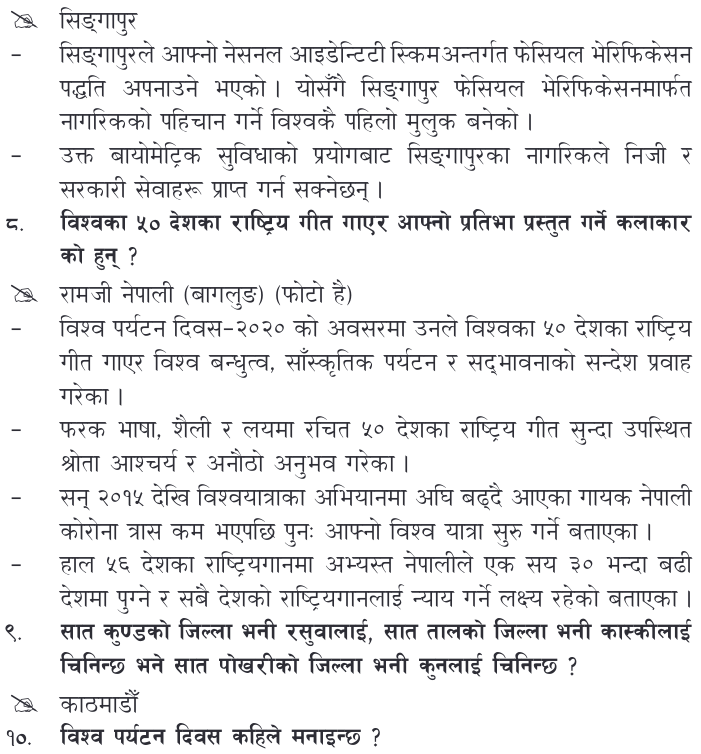 सिङ्गापुर
– सिङ्गापुरले आफ्नो नेसनल आइडेन्टिटी स्किमअन्तर्गत फेसियल भेरिफिकेसन
पद्धति अपनाउने भएको । योसँगै सिङ्गापुर फेसियल भेरिफिकेसनमार्फत
नागरिकको पहिचान गर्ने विश्वकै पहिलो मुलुक बनेको ।
– उक्त बायोमेट्रिक सुविधाको प्रयोगबाट सिङ्गापुरका नागरिकले निजी र
सरकारी सेवाहरू प्राप्त गर्न सक्नेछन् ।
८. विश्वका ५० देशका राष्ट्रिय गीत गाएर आफ्नो प्रतिभा प्रस्तुत गर्ने कलाकार
को हुन् ?
रामजी नेपाली (बागलुङ) (फोटो है)
– विश्व पर्यटन दिवस–२०२० को अवसरमा उनले विश्वका ५० देशका राष्ट्रिय
गीत गाएर विश्व बन्धुत्व, साँस्कृतिक पर्यटन र सद्भावनाको सन्देश प्रवाह
गरेका ।
– फरक भाषा, शैली र लयमा रचित ५० देशका राष्ट्रिय गीत सुन्दा उपस्थित
श्रोता आश्चर्य र अनौठो अनुभव गरेका ।
– सन् २०१५ देखि विश्वयात्राका अभियानमा अघि बढ्दै आएका गायक नेपाली
कोरोना त्रास कम भएपछि पुनः आफ्नो विश्व यात्रा सुरु गर्ने बताएका ।
– हाल ५६ देशका राष्ट्रियगानमा अभ्यस्त नेपालीले एक सय ३० भन्दा बढी
देशमा पुग्ने र सबै देशको राष्ट्रियगानलाई न्याय गर्ने लक्ष्य रहेको बताएका ।
९. सात कुण्डको जिल्ला भनी रसुवालाई, सात तालको जिल्ला भनी कास्कीलाई
चिनिन्छ भने सात पोखरीको जिल्ला भनी कुनलाई चिनिन्छ ?
काठमाडौँ
१०. विश्व पर्यटन दिवस कहिले मनाइन्छ ?